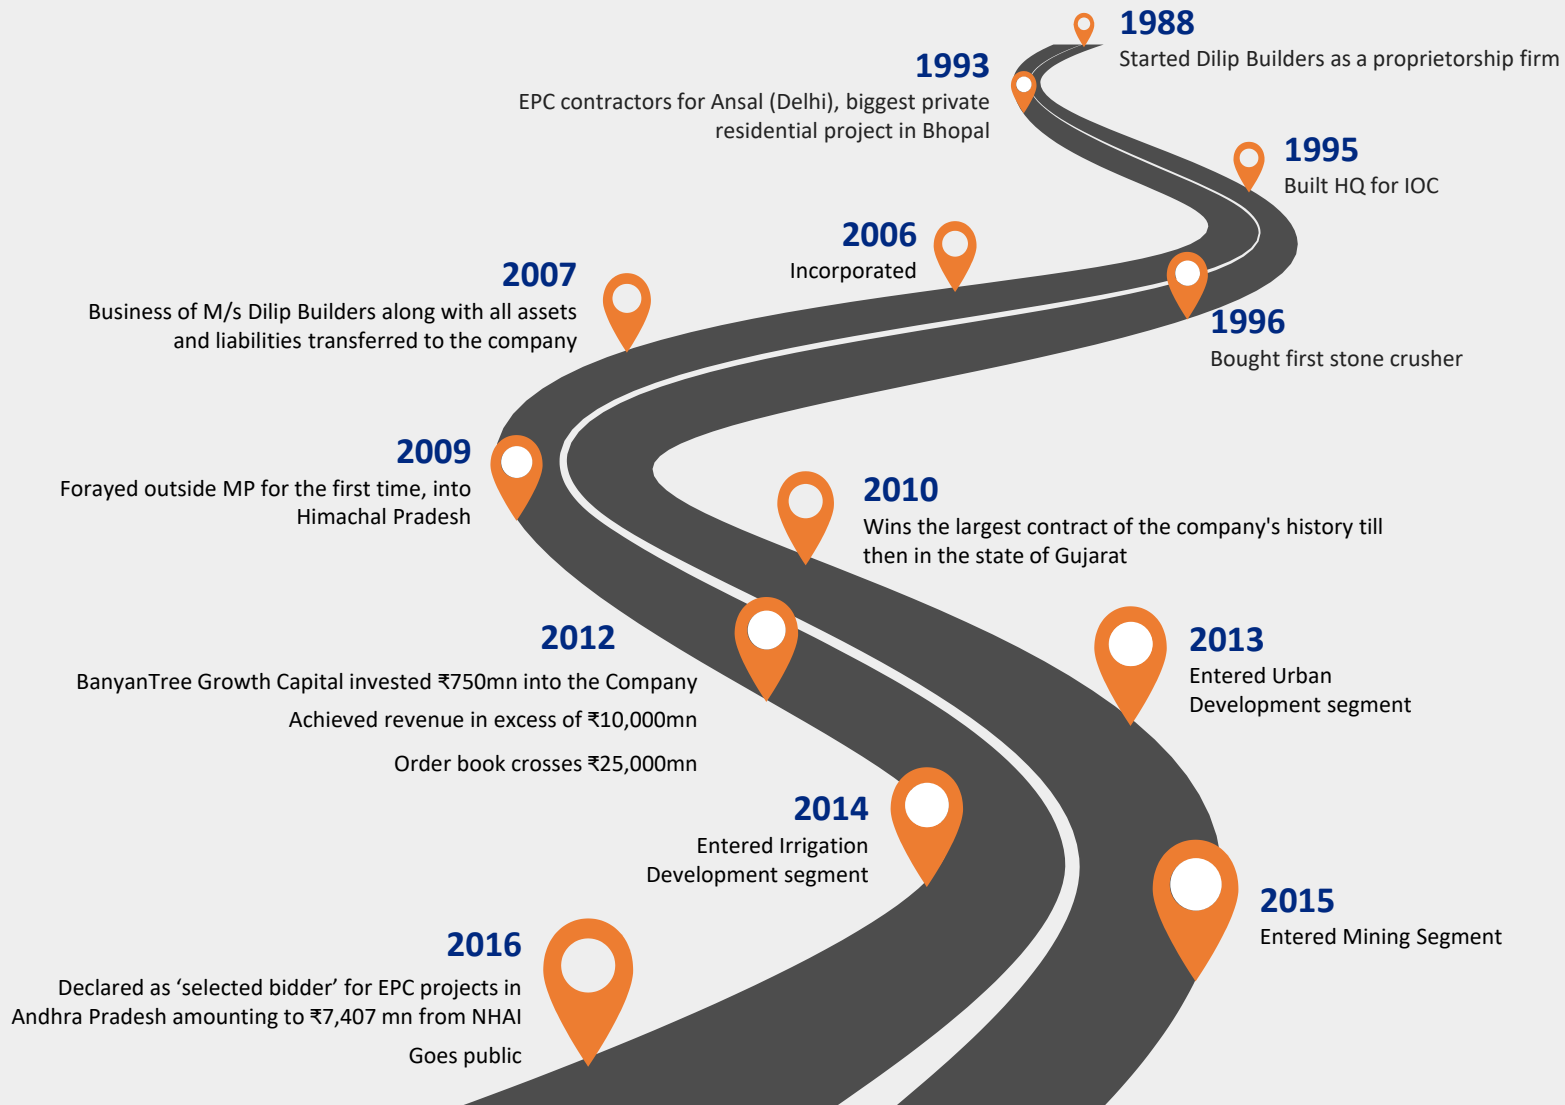 1988
Started Dilip Builders as a proprietorship firm
1993
EPC contractors for Ansal (Delhi), biggest private
residential project in Bhopal
1995
Built HQ for IOC
1996
Bought first stone crusher
2006
Incorporated
2007
Business of M/s Dilip Builders along with all assets
and liabilities transferred to the company
2009
Forayed outside MP for the first time, into
Himachal Pradesh
2010
Wins the largest contract of the company's history till
then in the state of Gujarat
2012
BanyanTree Growth Capital invested ₹750mn into the Company
Achieved revenue in excess of ₹10,000mn
Order book crosses ₹25,000mn
2013
Entered Urban
Development segment
2014
Entered Irrigation
Development segment
2015
Entered Mining Segment
2016
Declared as ‘selected bidder’ for EPC projects in
Andhra Pradesh amounting to ₹7,407 mn from NHAI
Goes public